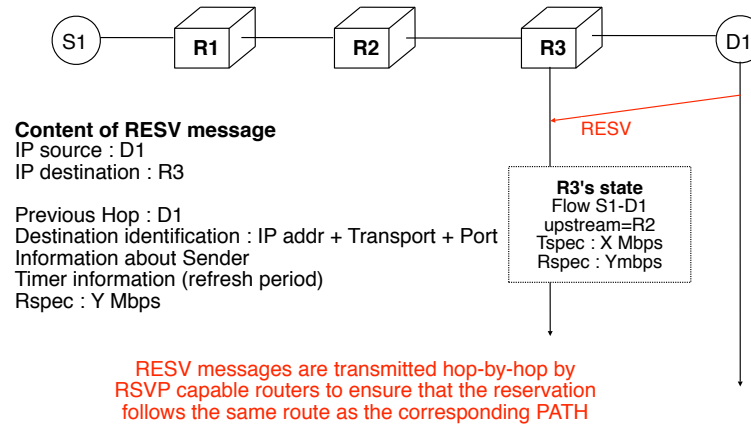 S1
R1
R2
R3
D1
RESV
Content of RESV message
IP source : D1
IP destination : R3
Previous Hop : D1
Destination identification : IP addr + Transport + Port
Information about Sender
Timer information (refresh period)
Rspec : Y Mbps
R3's state
Flow S1-D1
upstream=R2
Tspec : X Mbps
Rspec : Ymbps
RESV messages are transmitted hop-by-hop by
RSVP capable routers to ensure that the reservation
follows the same route as the corresponding PATH